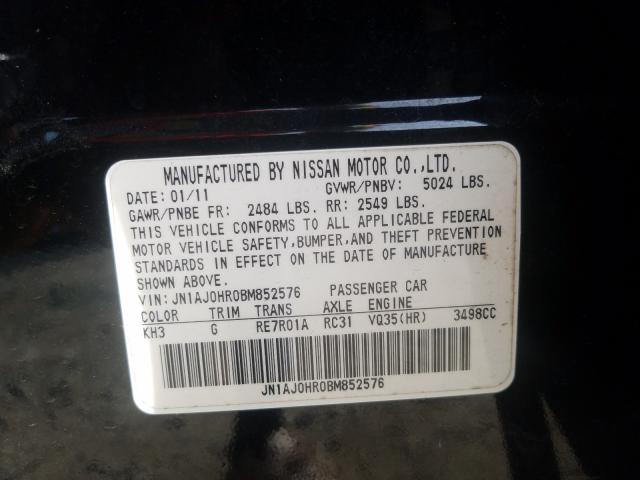 MANUFACTURED BY NISSAN MOTOR CO.,LTD.
DATE: 01/11 GVWR/PNBV: 5024 LBS.
GAWR/PNBE FR: 2484 LBS. RR: 2549 LBS.
THIS VEHICLE CONFORMS TO ALL APPLICABLE FEDERAL
MOTOR VEHICLE SAFETY, BUMPER, AND THEFT PREVENTION
STANDARDS IN EFFECT ON THE DATE OF MANUFACTURE
SHOWN ABOVE.
VIN: JN1AJ0HR0BM852576 PASSENGER CAR
COLOR TRIM TRANS AXLE ENGINE
KH3 G RE7R01A RC31 VQ35(HR) 3498CC
JN1AJ0HR0BM852576